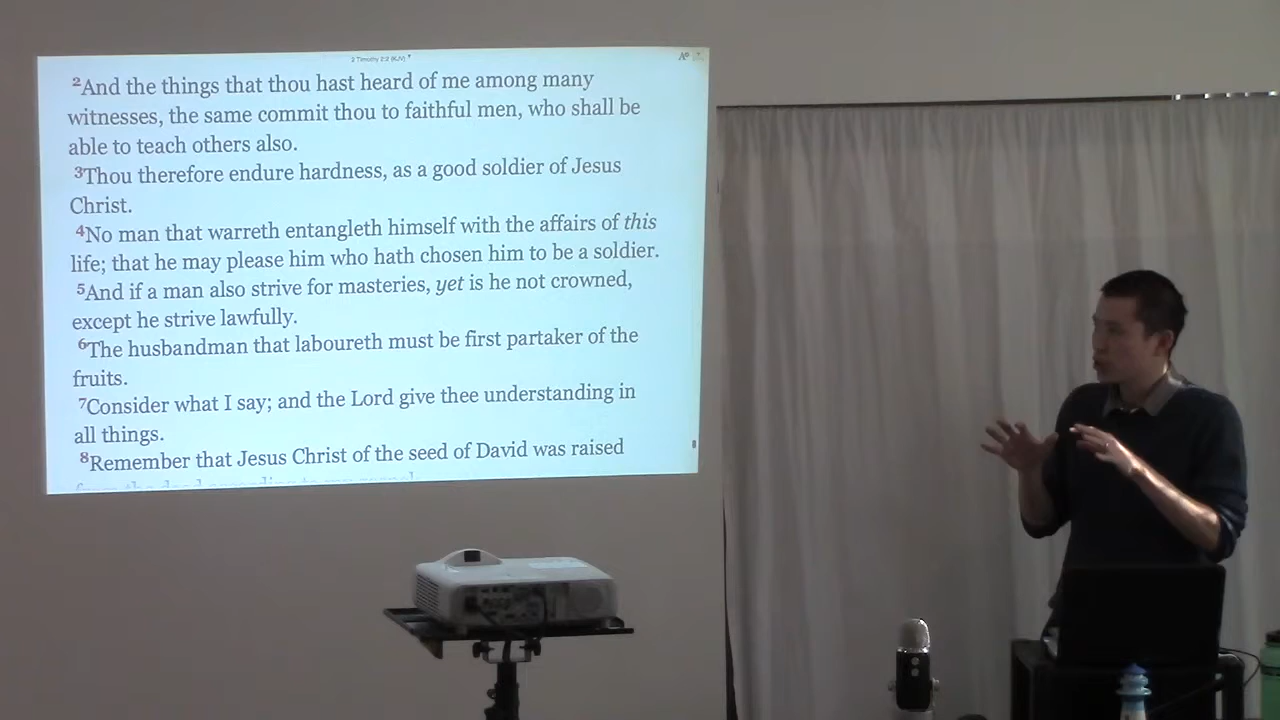 2 Timothy 2:2 (KJV) ▾
²And the things that thou hast heard of me among many
witnesses, the same commit thou to faithful men, who shall be
able to teach others also.
³Thou therefore endure hardness, as a good soldier of Jesus
Christ.
⁴No man that warreth entangleth himself with the affairs of this
life; that he may please him who hath chosen him to be a soldier.
⁵And if a man also strive for masteries, yet is he not crowned,
except he strive lawfully.
⁶The husbandman that laboureth must be first partaker of the
fruits.
⁷Consider what I say; and the Lord give thee understanding in
all things.
⁸Remember that Jesus Christ of the seed of David was raised